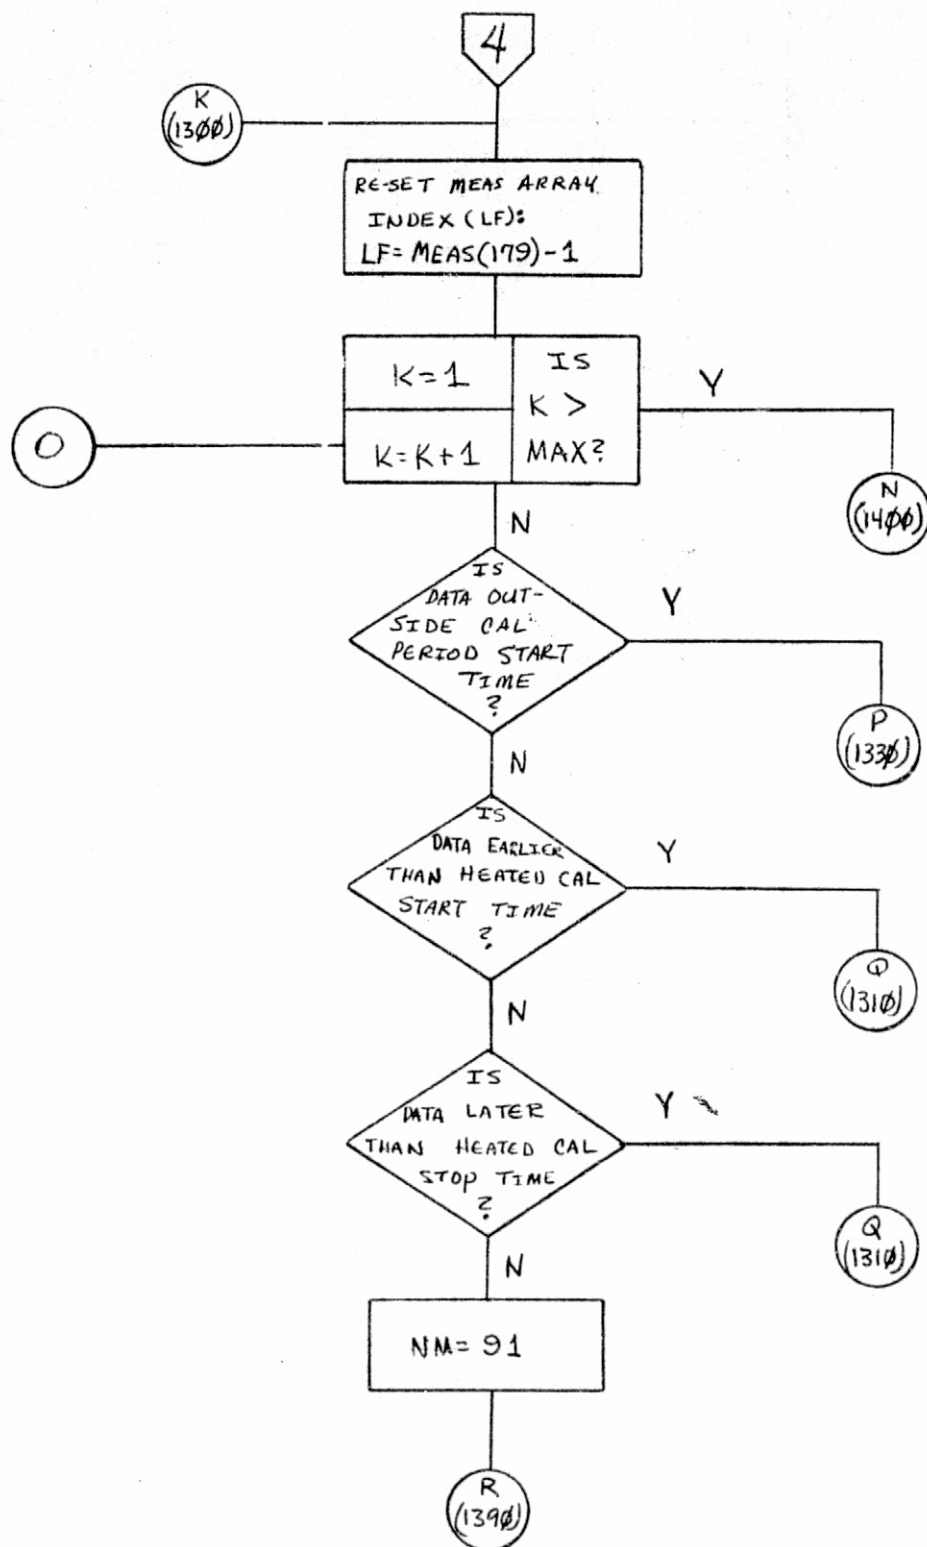 4
K
(13ØØ)
RE-SET MEAS ARRAY
INDEX (LF):
LF= MEAS(179)-1
K=1
K=K+1
IS
K >
MAX?
Y
O
N
(14ØØ)
N
IS
DATA OUT-
SIDE CAL
PERIOD START
TIME
?
Y
P
(133Ø)
N
IS
DATA EARLIER
THAN HEATED CAL
START TIME
?
Y
Q
(131Ø)
N
IS
DATA LATER
THAN HEATED CAL
STOP TIME
?
Y
Q
(131Ø)
N
NM= 91
R
(139Ø)